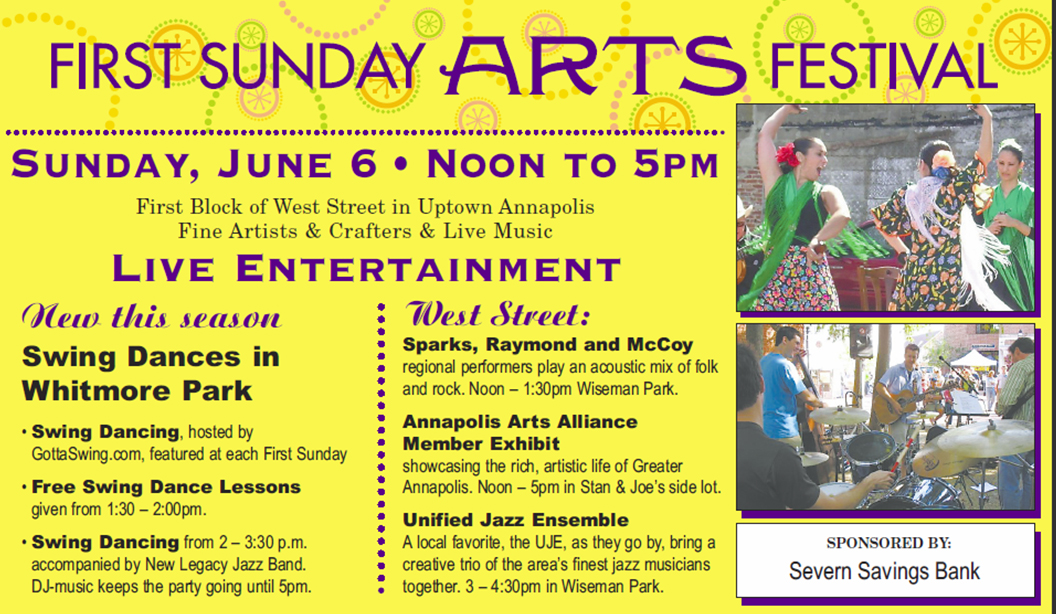 FIRST SUNDAY ARTS FESTIVAL
SUNDAY, JUNE 6 • NOON TO 5PM
First Block of West Street in Uptown Annapolis
Fine Artists & Crafters & Live Music
LIVE ENTERTAINMENT
New this season
Swing Dances in
Whitmore Park
• Swing Dancing, hosted by
GottaSwing.com, featured at each First Sunday
• Free Swing Dance Lessons
given from 1:30 – 2:00pm.
• Swing Dancing from 2 – 3:30 p.m.
accompanied by New Legacy Jazz Band.
DJ-music keeps the party going until 5pm.
West Street:
Sparks, Raymond and McCoy
regional performers play an acoustic mix of folk
and rock. Noon – 1:30pm Wiseman Park.
Annapolis Arts Alliance
Member Exhibit
showcasing the rich, artistic life of Greater
Annapolis. Noon – 5pm in Stan & Joe's side lot.
Unified Jazz Ensemble
A local favorite, the UJE, as they go by, bring a
creative trio of the area's finest jazz musicians
together. 3 – 4:30pm in Wiseman Park.
SPONSORED BY:
Severn Savings Bank